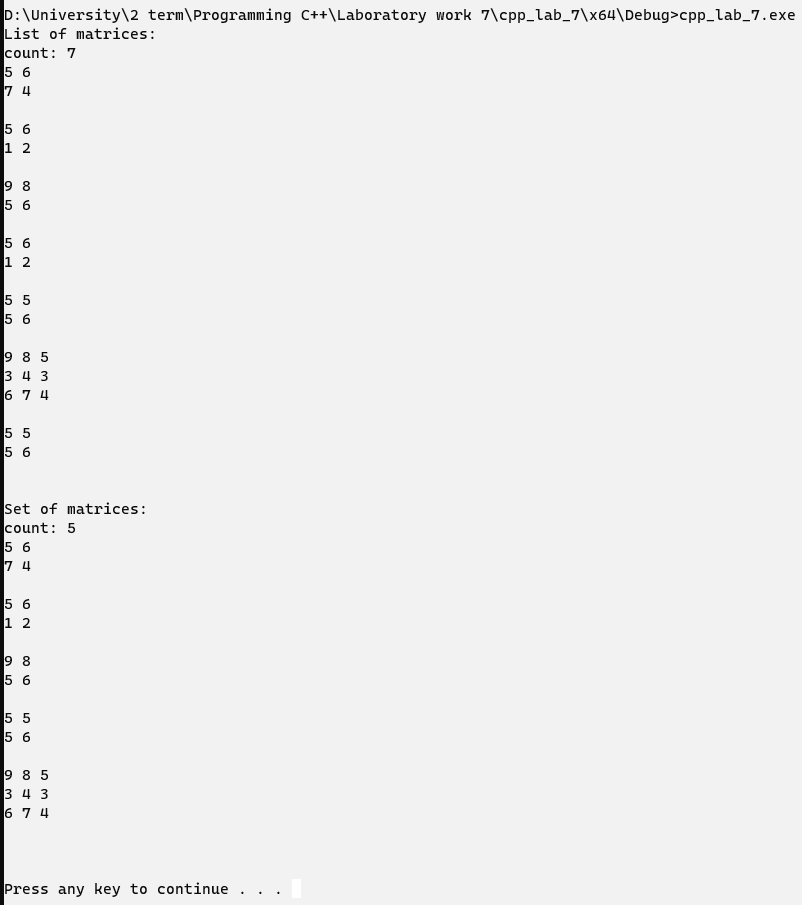 D:\University\2 term\Programming C++\Laboratory work 7\cpp_lab_7\x64\Debug>cpp_lab_7.exe
List of matrices:
count: 7
5 6
7 4

5 6
1 2

9 8
5 6

5 6
1 2

5 5
5 6

9 8 5
3 4 3
6 7 4

5 5
5 6


Set of matrices:
count: 5
5 6
7 4

5 6
1 2

9 8
5 6

5 5
5 6

9 8 5
3 4 3
6 7 4



Press any key to continue . . .